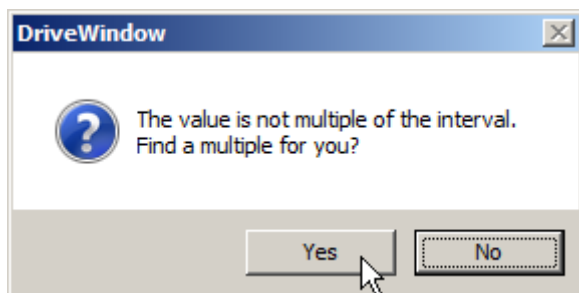 DriveWindow
The value is not multiple of the interval.
Find a multiple for you?
Yes
No